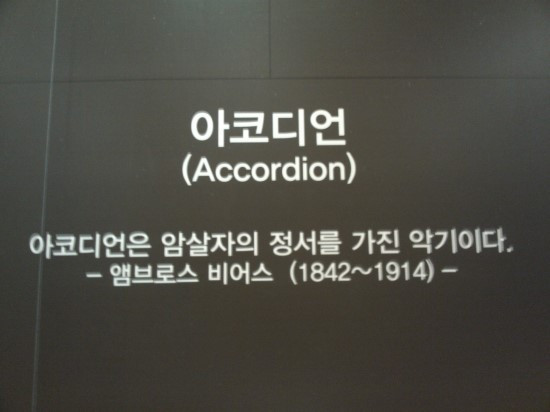 아코디언
(Accordion)
아코디언은 암살자의 정서를 가진 악기이다.
- 앰브로스 비어스 (1842~1914) -